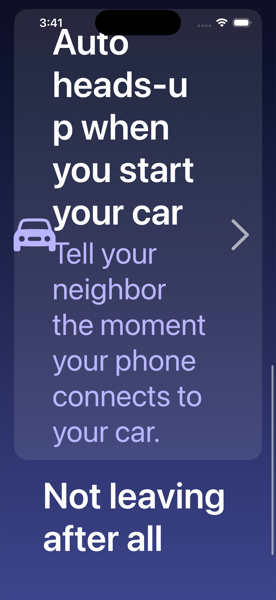 3:41
Auto
heads-u
p when
you start
your car
Tell your
neighbor
the moment
your phone
connects to
your car.
Not leaving
after all